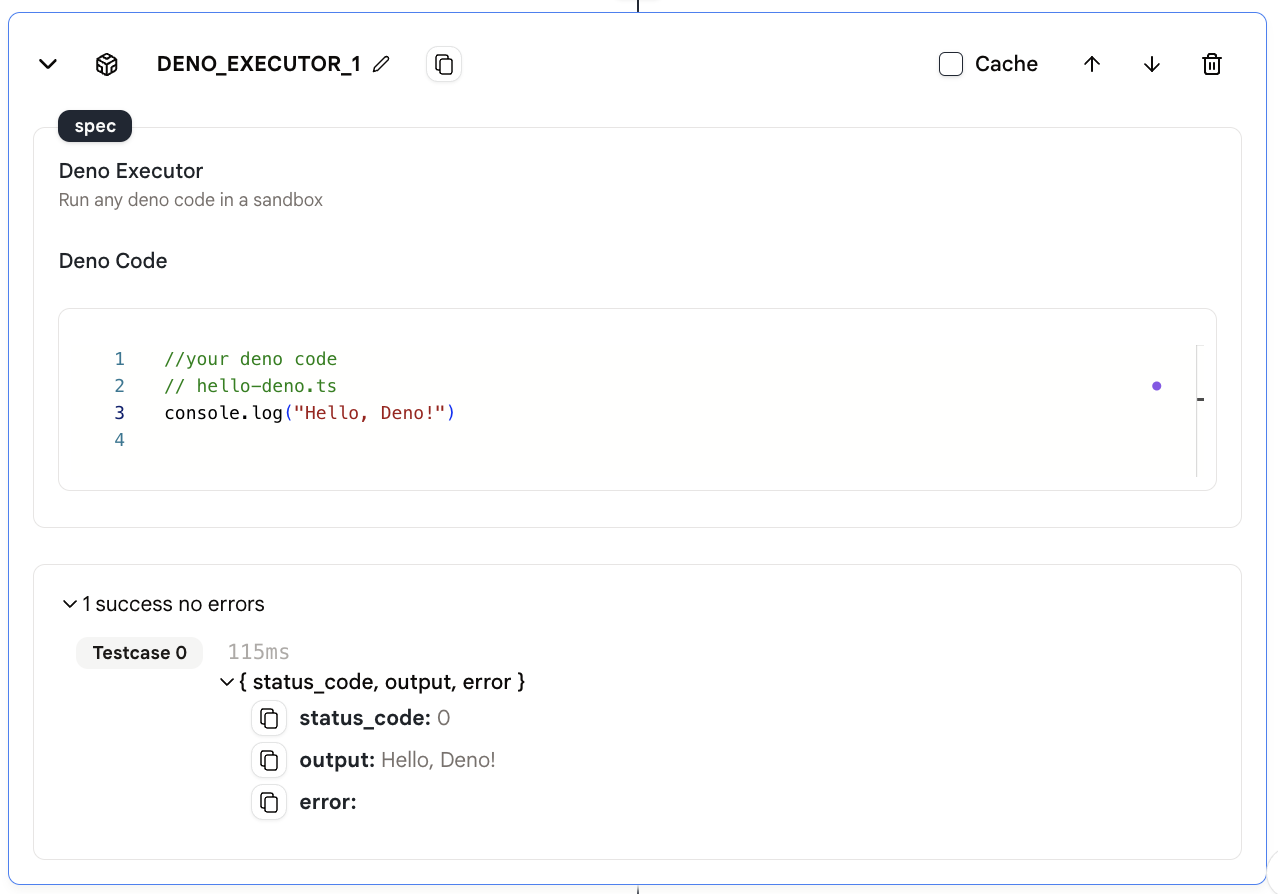 DENO_EXECUTOR_1
Cache
spec
Deno Executor
Run any deno code in a sandbox
Deno Code
1 //your deno code
2 // hello-deno.ts
3 console.log("Hello, Deno!")
4
1 success no errors
Testcase 0 115ms
{ status_code, output, error }
status_code: 0
output: Hello, Deno!
error: